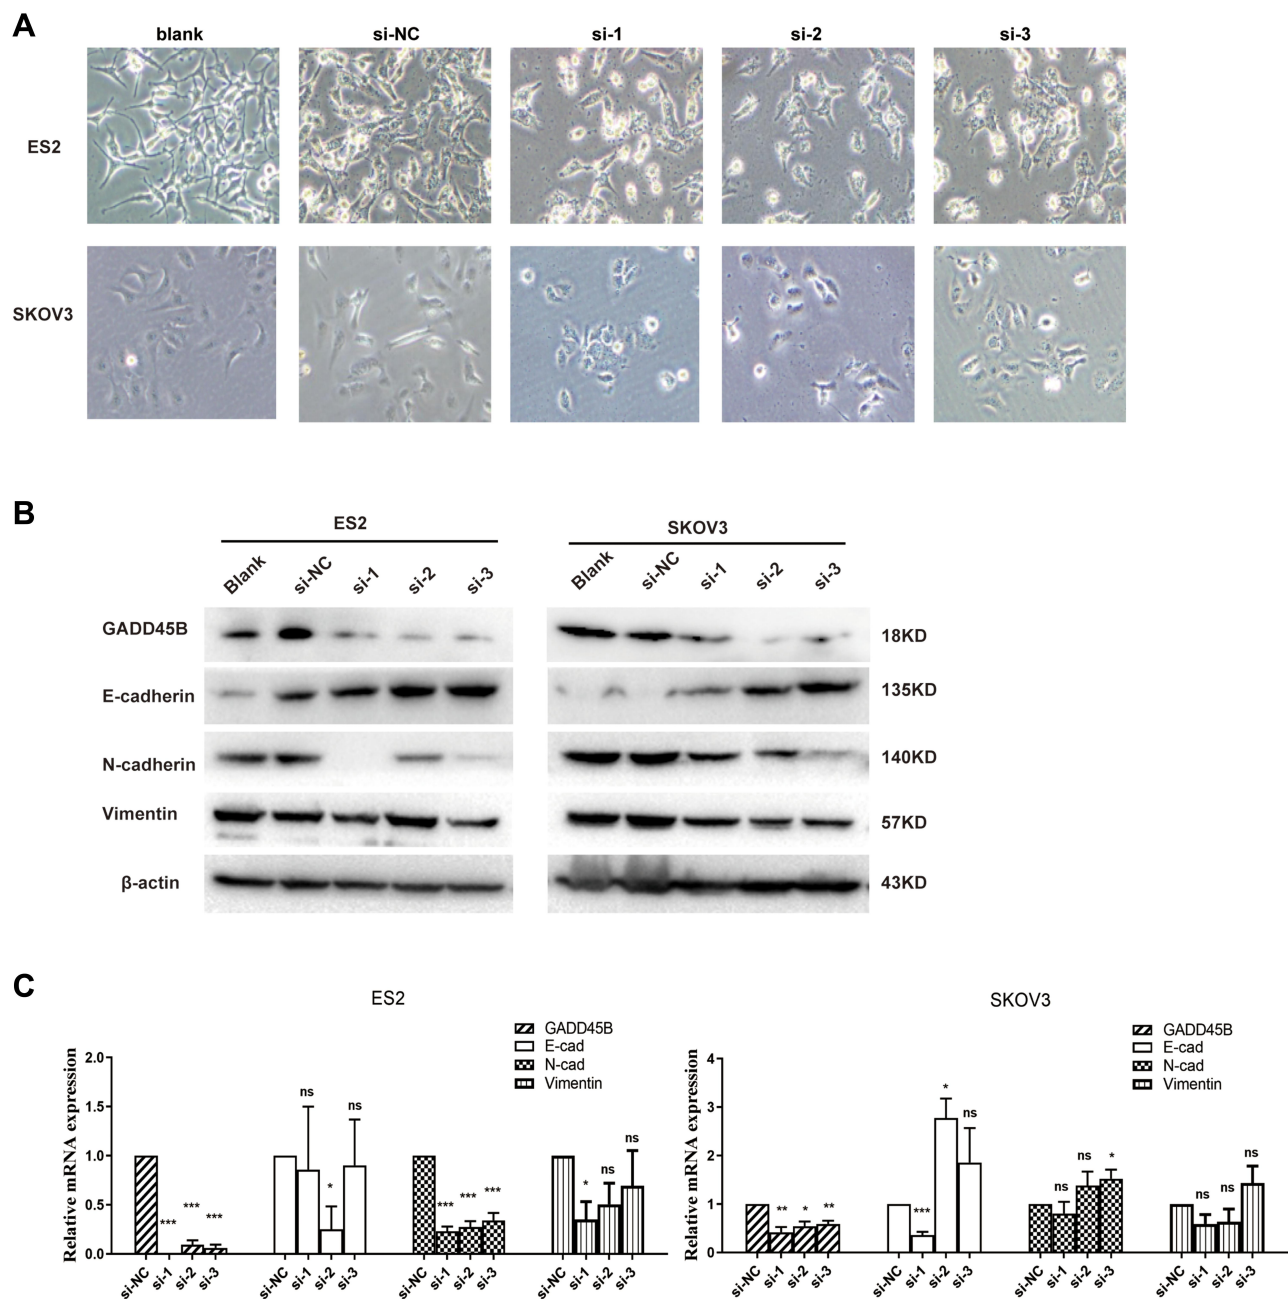 A
blank si-NC si-1 si-2 si-3
ES2
SKOV3
B
ES2 SKOV3
Blank si-NC si-1 si-2 si-3 Blank si-NC si-1 si-2 si-3
GADD45B 18KD
E-cadherin 135KD
N-cadherin 140KD
Vimentin 57KD
β-actin 43KD
C
ES2
GADD45B
E-cad
N-cad
Vimentin
Relative mRNA expression
2.0
1.5
1.0
0.5
0.0
*** *** ***
ns * ns
*** *** ***
* ns ns
si-NC si-1 si-2 si-3 si-NC si-1 si-2 si-3 si-NC si-1 si-2 si-3 si-NC si-1 si-2 si-3
SKOV3
GADD45B
E-cad
N-cad
Vimentin
Relative mRNA expression
4
3
2
1
0
** * **
*** * ns
ns ns *
ns ns ns
si-NC si-1 si-2 si-3 si-NC si-1 si-2 si-3 si-NC si-1 si-2 si-3 si-NC si-1 si-2 si-3